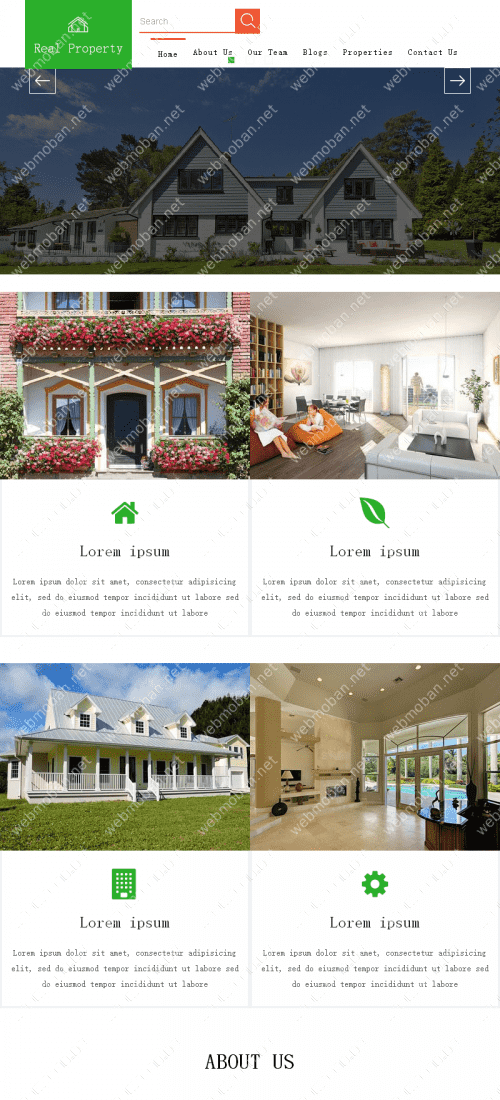 Real Property
Search
Home
About Us
Our Team
Blogs
Properties
Contact Us
webmoban.net
Lorem ipsum
Lorem ipsum dolor sit amet, consectetur adipisicing
elit, sed do eiusmod tempor incididunt ut labore sed
do eiusmod tempor incididunt ut labore
Lorem ipsum
Lorem ipsum dolor sit amet, consectetur adipisicing
elit, sed do eiusmod tempor incididunt ut labore sed
do eiusmod tempor incididunt ut labore
Lorem ipsum
Lorem ipsum dolor sit amet, consectetur adipisicing
elit, sed do eiusmod tempor incididunt ut labore sed
do eiusmod tempor incididunt ut labore
Lorem ipsum
Lorem ipsum dolor sit amet, consectetur adipisicing
elit, sed do eiusmod tempor incididunt ut labore sed
do eiusmod tempor incididunt ut labore
ABOUT US